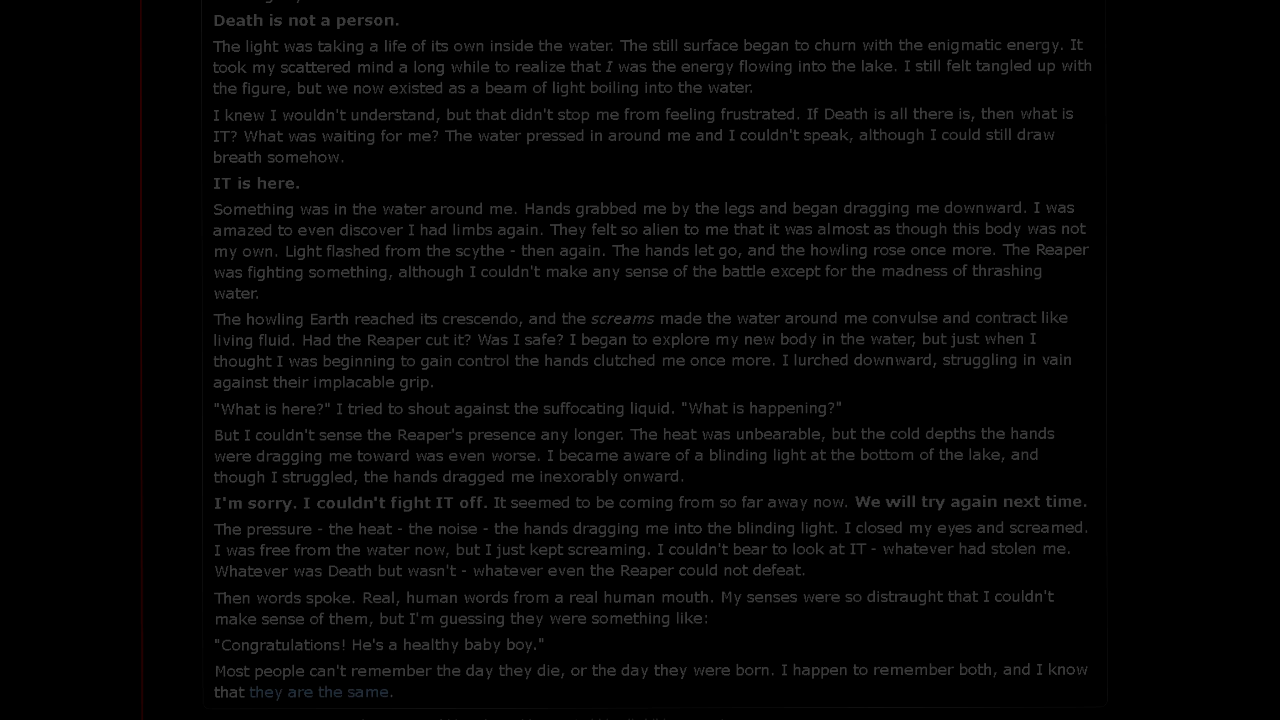 Death is not a person.
The light was taking a life of its own inside the water. The still surface began to churn with the enigmatic energy. It
took my scattered mind a long while to realize that I was the energy flowing into the lake. I still felt tangled up with
the figure, but we now existed as a beam of light boiling into the water.
I knew I wouldn't understand, but that didn't stop me from feeling frustrated. If Death is all there is, then what is
IT? What was waiting for me? The water pressed in around me and I couldn't speak, although I could still draw
breath somehow.
IT is here.
Something was in the water around me. Hands grabbed me by the legs and began dragging me downward. I was
amazed to even discover I had limbs again. They felt so alien to me that it was almost as though this body was not
my own. Light flashed from the scythe - then again. The hands let go, and the howling rose once more. The Reaper
was fighting something, although I couldn't make any sense of the battle except for the madness of thrashing
water.
The howling Earth reached its crescendo, and the screams made the water around me convulse and contract like
living fluid. Had the Reaper cut it? Was I safe? I began to explore my new body in the water, but just when I
thought I was beginning to gain control the hands clutched me once more. I lurched downward, struggling in vain
against their implacable grip.
"What is here?" I tried to shout against the suffocating liquid. "What is happening?"
But I couldn't sense the Reaper's presence any longer. The heat was unbearable, but the cold depths the hands
were dragging me toward was even worse. I became aware of a blinding light at the bottom of the lake, and
though I struggled, the hands dragged me inexorably onward.
I'm sorry. I couldn't fight IT off. It seemed to be coming from so far away now. We will try again next time.
The pressure - the heat - the noise - the hands dragging me into the blinding light. I closed my eyes and screamed.
I was free from the water now, but I just kept screaming. I couldn't bear to look at IT - whatever had stolen me.
Whatever was Death but wasn't - whatever even the Reaper could not defeat.
Then words spoke. Real, human words from a real human mouth. My senses were so distraught that I couldn't
make sense of them, but I'm guessing they were something like:
"Congratulations! He's a healthy baby boy."
Most people can't remember the day they die, or the day they were born. I happen to remember both, and I know
that they are the same.